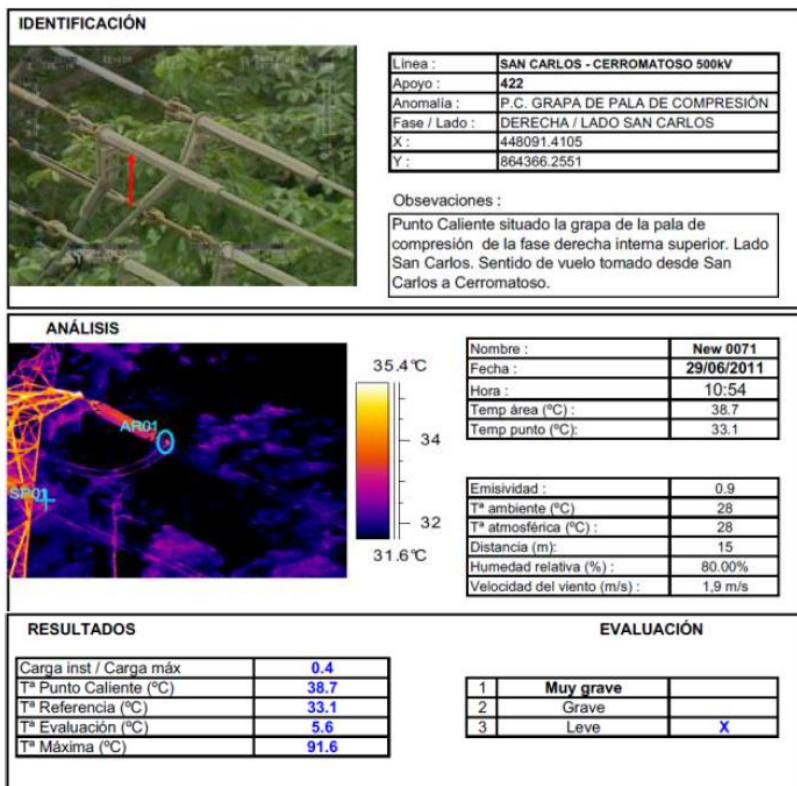 IDENTIFICACIÓN
Línea : SAN CARLOS - CERROMATOSO 500kV
Apoyo : 422
Anomalía : P.C. GRAPA DE PALA DE COMPRESIÓN
Fase / Lado : DERECHA / LADO SAN CARLOS
X : 448091.4105
Y : 864366.2551
Obsevaciones :
Punto Caliente situado la grapa de la pala de
compresión de la fase derecha interna superior. Lado
San Carlos. Sentido de vuelo tomado desde San
Carlos a Cerromatoso.
ANÁLISIS
AR01
SP01
35.4°C
34
32
31.6°C
Nombre : New 0071
Fecha : 29/06/2011
Hora : 10:54
Temp área (ºC) : 38.7
Temp punto (ºC): 33.1
Emisividad : 0.9
Tª ambiente (ºC) 28
Tª atmosférica (ºC) : 28
Distancia (m): 15
Humedad relativa (%) : 80.00%
Velocidad del viento (m/s) : 1,9 m/s
RESULTADOS
Carga inst / Carga máx 0.4
Tª Punto Caliente (ºC) 38.7
Tª Referencia (ºC) 33.1
Tª Evaluación (ºC) 5.6
Tª Máxima (ºC) 91.6
EVALUACIÓN
1 Muy grave
2 Grave
3 Leve X